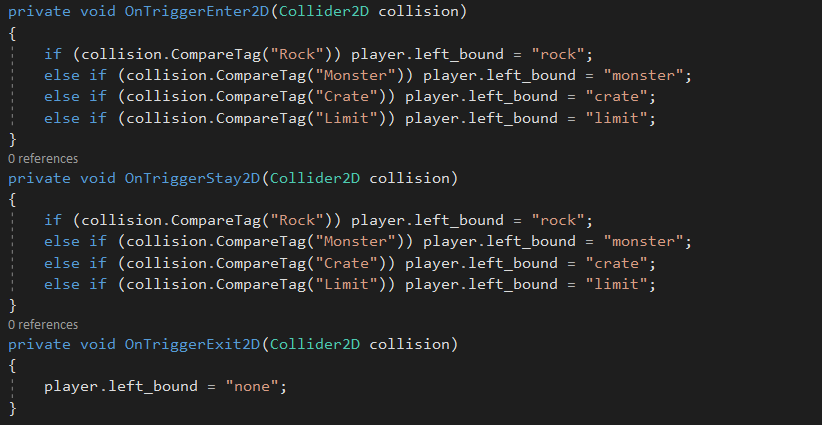 private void OnTriggerEnter2D(Collider2D collision)
{
    if (collision.CompareTag("Rock")) player.left_bound = "rock";
    else if (collision.CompareTag("Monster")) player.left_bound = "monster";
    else if (collision.CompareTag("Crate")) player.left_bound = "crate";
    else if (collision.CompareTag("Limit")) player.left_bound = "limit";
}
0 references
private void OnTriggerStay2D(Collider2D collision)
{
    if (collision.CompareTag("Rock")) player.left_bound = "rock";
    else if (collision.CompareTag("Monster")) player.left_bound = "monster";
    else if (collision.CompareTag("Crate")) player.left_bound = "crate";
    else if (collision.CompareTag("Limit")) player.left_bound = "limit";
}
0 references
private void OnTriggerExit2D(Collider2D collision)
{
    player.left_bound = "none";
}